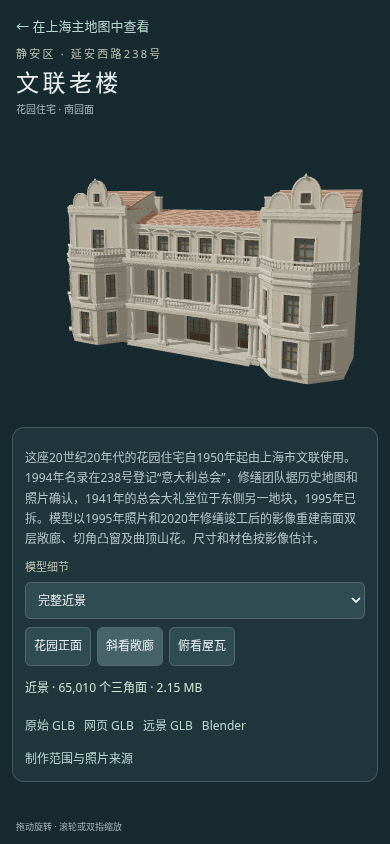 ← 在上海主地图中查看
静安区 · 延安西路238号
文联老楼
花园住宅 · 南园面
这座20世纪20年代的花园住宅自1950年起由上海市文联使用。
1994年名录在238号登记“意大利总会”，修缮团队据历史地图和
照片确认，1941年的总会大礼堂位于东侧另一地块，1995年已
拆。模型以1995年照片和2020年修缮竣工后的影像重建南面双
层敞廊、切角凸窗及曲顶山花。尺寸和材色按影像估计。
模型细节
完整近景
花园正面 斜看敞廊 俯看屋瓦
近景 · 65,010 个三角面 · 2.15 MB
原始 GLB 网页 GLB 远景 GLB Blender
制作范围与照片来源
拖动旋转 · 滚轮或双指缩放